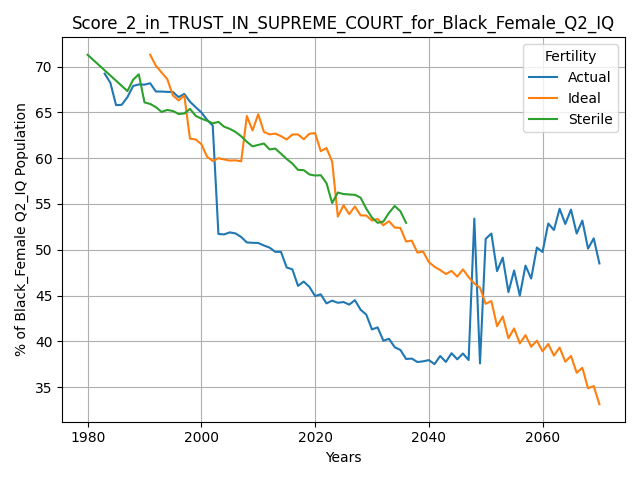 Score_2_in_TRUST_IN_SUPREME_COURT_for_Black_Female_Q2_IQ
Fertility
Actual
Ideal
Sterile
% of Black_Female Q2_IQ Population
70
65
60
55
50
45
40
35
1980
2000
2020
2040
2060
Years